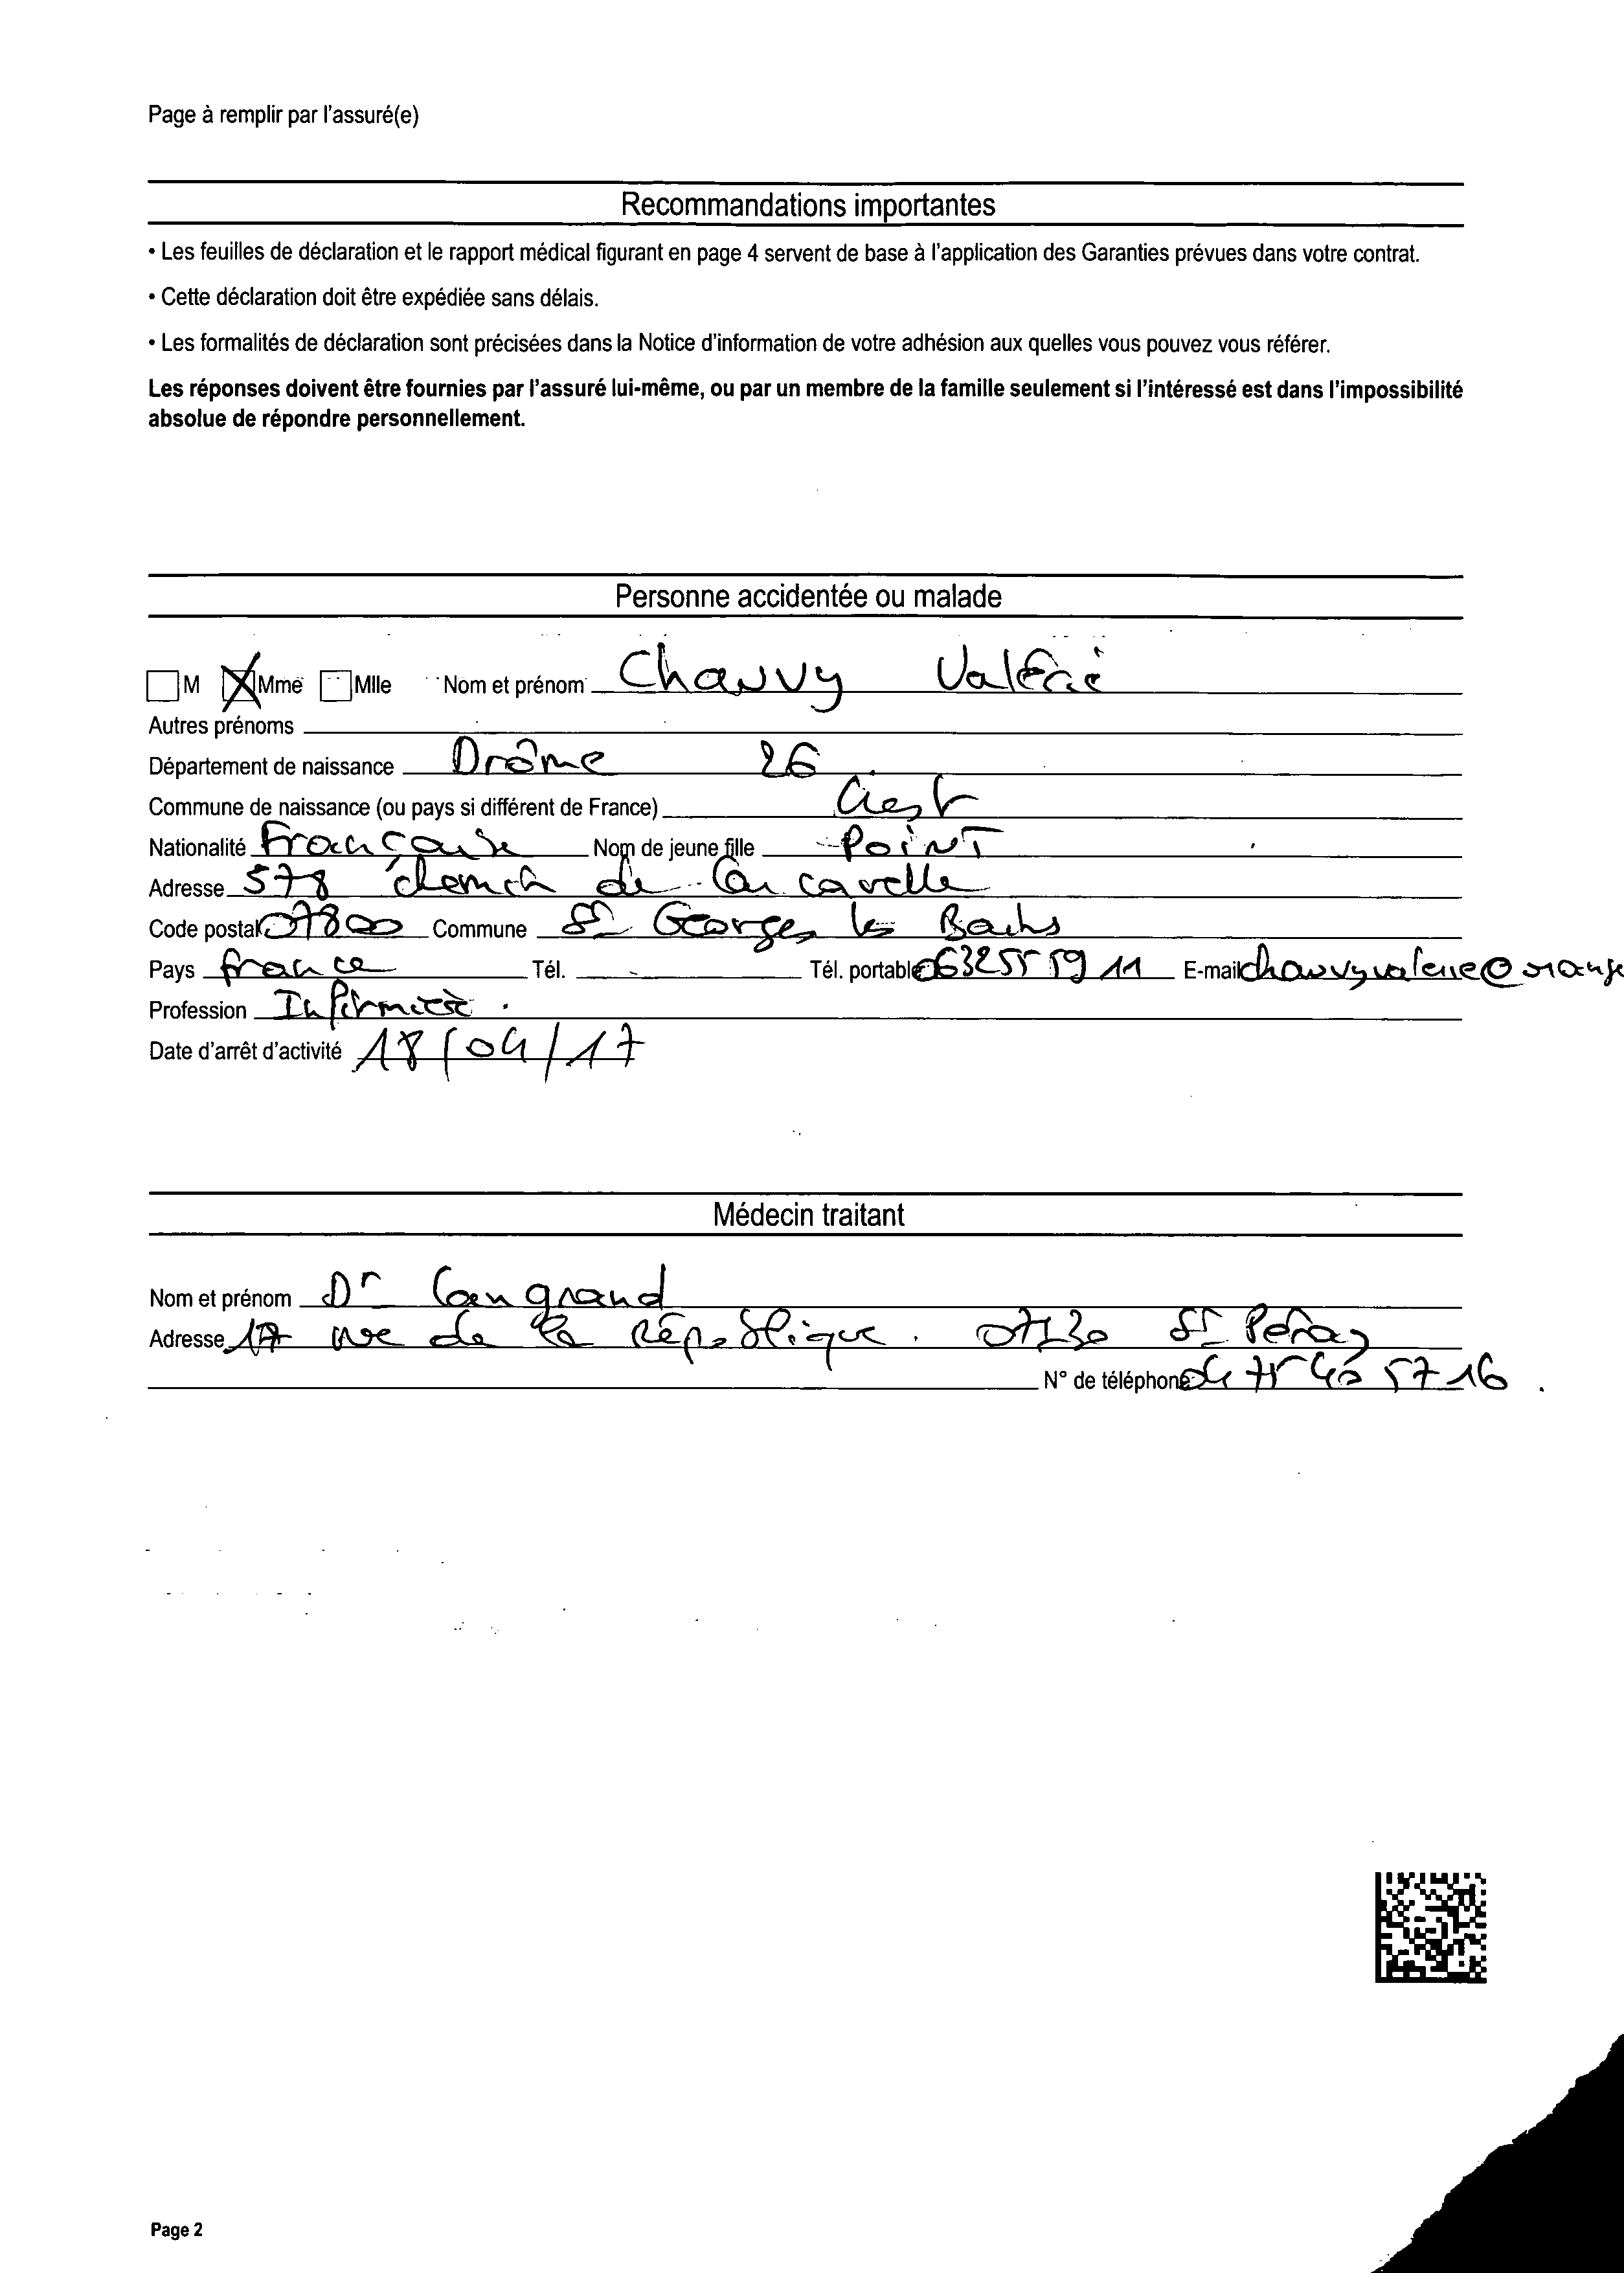 Page à remplir par l'assuré(e)
Recommandations importantes
• Les feuilles de déclaration et le rapport médical figurant en page 4 servent de base à l'application des Garanties prévues dans votre contrat.
• Cette déclaration doit être expédiée sans délais.
• Les formalités de déclaration sont précisées dans la Notice d'information de votre adhésion aux quelles vous pouvez vous référer.
Les réponses doivent être fournies par l'assuré lui-même, ou par un membre de la famille seulement si l'intéressé est dans l'impossibilité
absolue de répondre personnellement.
Personne accidentée ou malade
M Mme Mlle Nom et prénom Chauvy Valérie
Autres prénoms
Département de naissance Drôme 26
Commune de naissance (ou pays si différent de France) Crest
Nationalité Française Nom de jeune fille POINT
Adresse 578 chemin de la cavelle
Code postal 07800 Commune St Georges les Bains
Pays france Tél. Tél. portable 06325559 11 E-mail chauvyvalerie@orange
Profession Infirmière.
Date d'arrêt d'activité 18/04/17
Médecin traitant
Nom et prénom Dr Cangrand
Adresse 17 rue de la République. 07130 St Péray
N° de téléphone 04 75 40 57 16.
Page 2